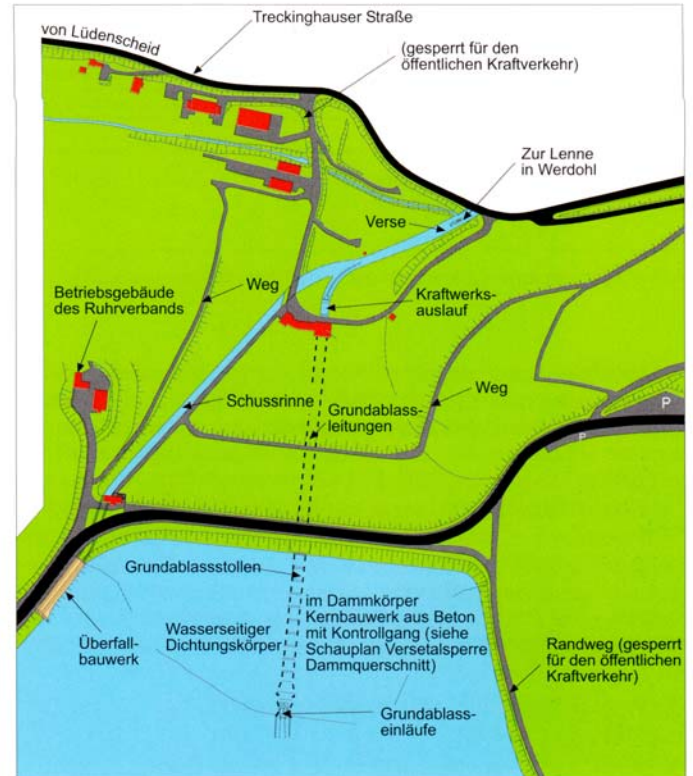 Treckinghauser Straße
von Lüdenscheid
(gesperrt für den
öffentlichen Kraftverkehr)
Zur Lenne
in Werdohl
Verse
Betriebsgebäude
des Ruhrverbands
Weg
Kraftwerks-
auslauf
Schussrinne
Weg
Grundablass-
leitungen
P
P
Grundablassstollen
Überfall-
bauwerk
Wasserseitiger
Dichtungskörper
im Dammkörper
Kernbauwerk aus Beton
mit Kontrollgang (siehe
Schauplan Versetalsperre
Dammquerschnitt)
Randweg (gesperrt
für den öffentlichen
Kraftverkehr)
Grundablass-
einläufe